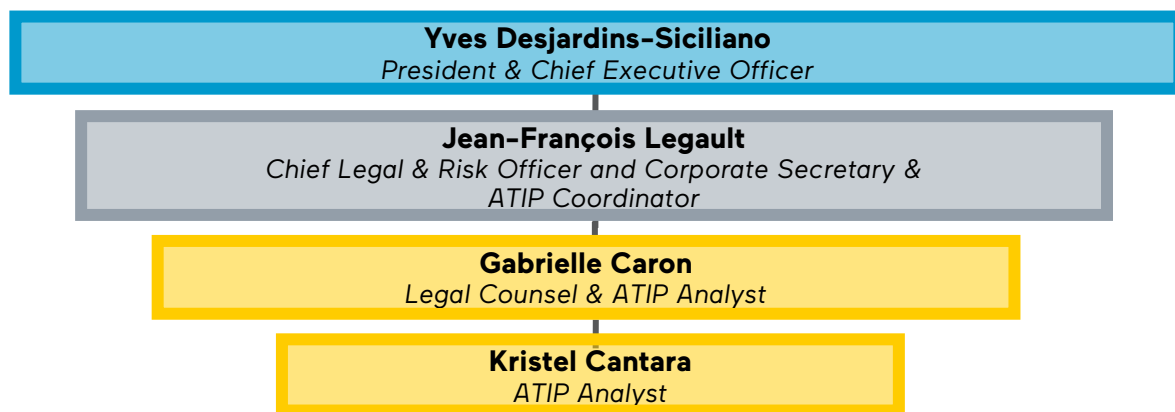 Yves Desjardins-Siciliano
President & Chief Executive Officer
Jean-François Legault
Chief Legal & Risk Officer and Corporate Secretary &
ATIP Coordinator
Gabrielle Caron
Legal Counsel & ATIP Analyst
Kristel Cantara
ATIP Analyst